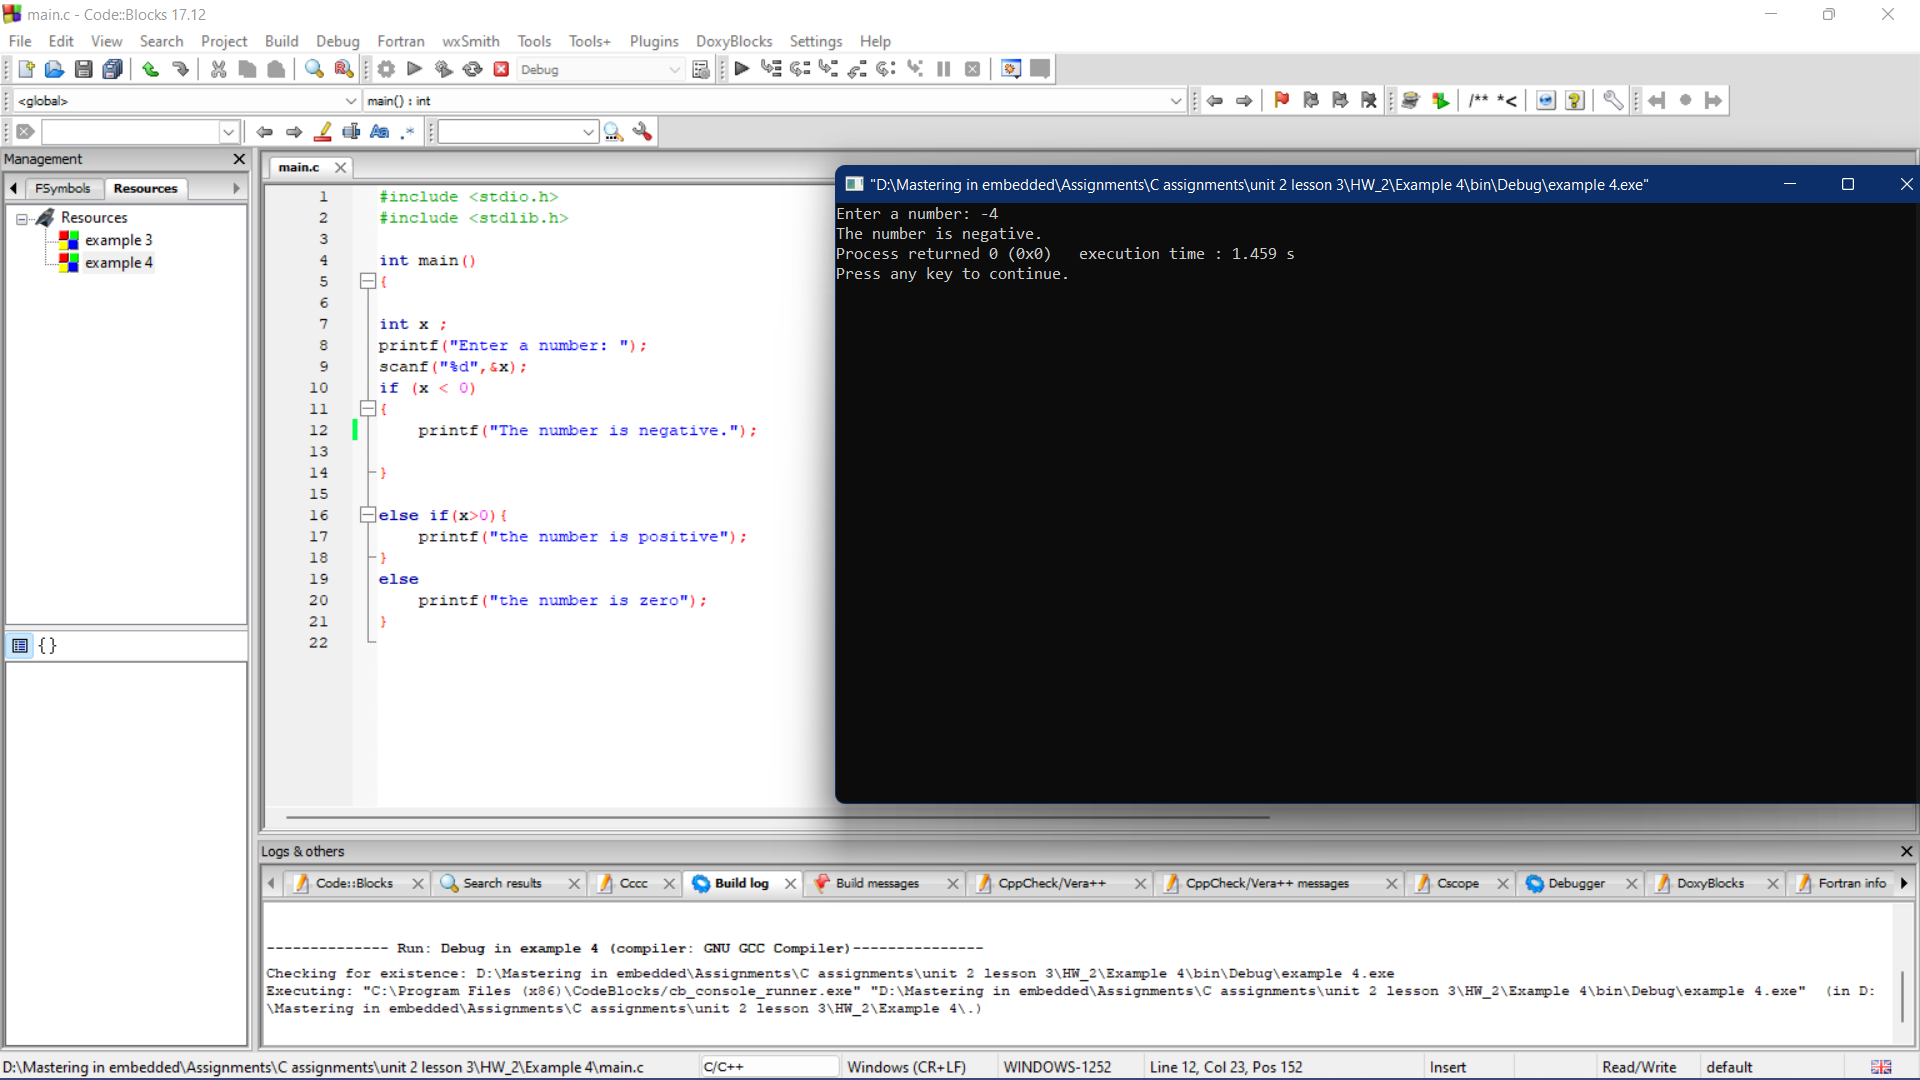 main.c - Code::Blocks 17.12
File Edit View Search Project Build Debug Fortran wxSmith Tools Tools+ Plugins DoxyBlocks Settings Help
Debug
<global> main() : int
/** *<
Aa .*
Management
FSymbols Resources
Resources
example 3
example 4
{}
main.c
1 #include <stdio.h>
2 #include <stdlib.h>
3
4 int main()
5 {
6
7 int x ;
8 printf("Enter a number: ");
9 scanf("%d",&x);
10 if (x < 0)
11 {
12 printf("The number is negative.");
13
14 }
15
16 else if(x>0){
17 printf("the number is positive");
18 }
19 else
20 printf("the number is zero");
21 }
22
"D:\Mastering in embedded\Assignments\C assignments\unit 2 lesson 3\HW_2\Example 4\bin\Debug\example 4.exe"
Enter a number: -4
The number is negative.
Process returned 0 (0x0)   execution time : 1.459 s
Press any key to continue.
Logs & others
Code::Blocks Search results Cccc Build log Build messages CppCheck/Vera++ CppCheck/Vera++ messages Cscope Debugger DoxyBlocks Fortran info
-------------- Run: Debug in example 4 (compiler: GNU GCC Compiler)---------------
Checking for existence: D:\Mastering in embedded\Assignments\C assignments\unit 2 lesson 3\HW_2\Example 4\bin\Debug\example 4.exe
Executing: "C:\Program Files (x86)\CodeBlocks/cb_console_runner.exe" "D:\Mastering in embedded\Assignments\C assignments\unit 2 lesson 3\HW_2\Example 4\bin\Debug\example 4.exe"  (in D:
\Mastering in embedded\Assignments\C assignments\unit 2 lesson 3\HW_2\Example 4\.)
D:\Mastering in embedded\Assignments\C assignments\unit 2 lesson 3\HW_2\Example 4\main.c C/C++ Windows (CR+LF) WINDOWS-1252 Line 12, Col 23, Pos 152 Insert Read/Write default